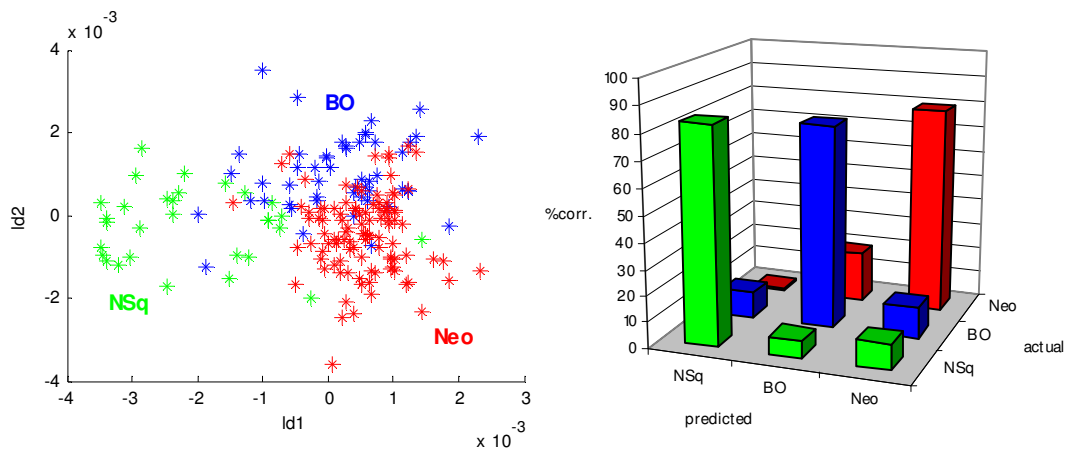 x 10-3
4
2
0
-2
-4
ld2
BO
NSq
Neo
-4 -3 -2 -1 0 1 2 3
ld1
x 10-3
100
90
80
70
60
50
40
30
20
10
0
%corr.
NSq
BO
Neo
predicted
Neo
BO
NSq
actual